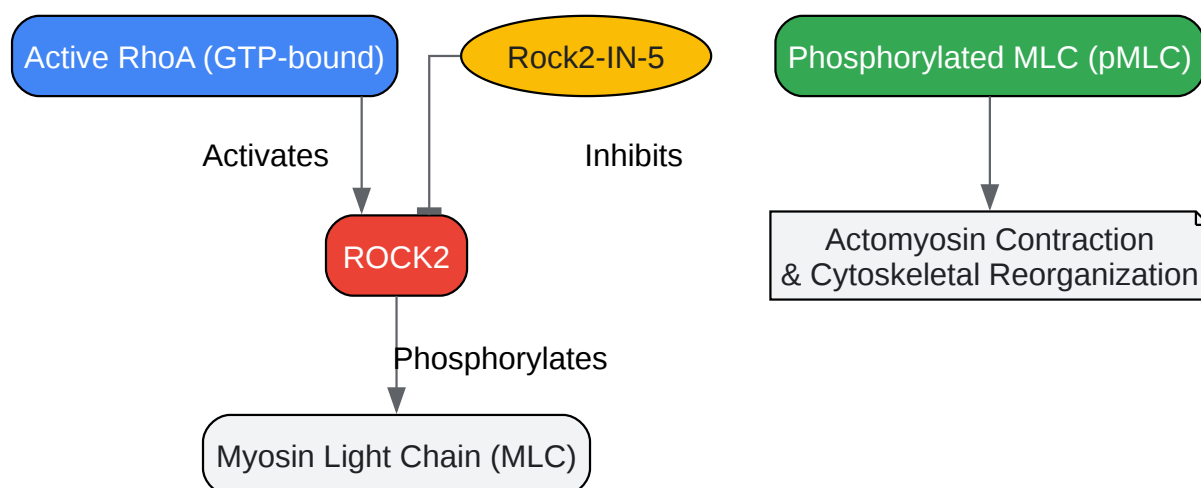 Active RhoA (GTP-bound)
Rock2-IN-5
Phosphorylated MLC (pMLC)
Activates
Inhibits
ROCK2
Actomyosin Contraction
& Cytoskeletal Reorganization
Phosphorylates
Myosin Light Chain (MLC)